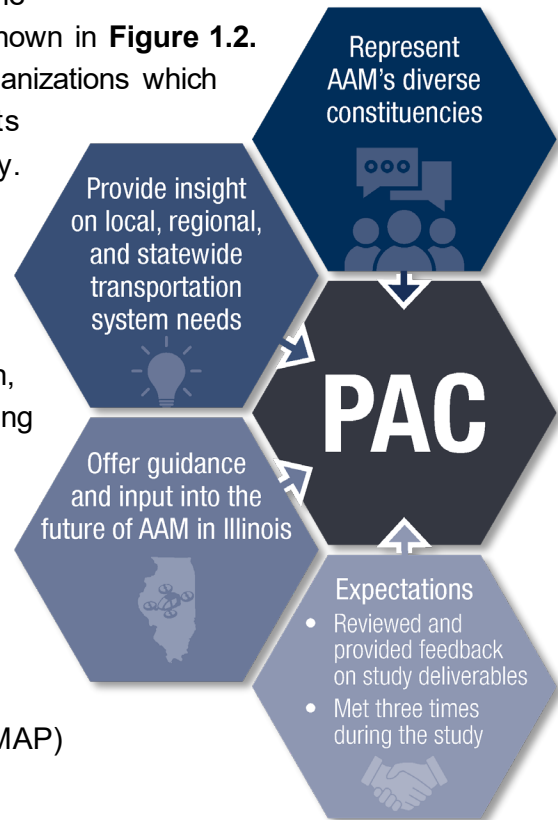 hown in Figure 1.2.
anizations which
ts
y.
n,
ing
MAP)
Represent
AAM’s diverse
constituencies
Provide insight
on local, regional,
and statewide
transportation
system needs
PAC
Offer guidance
and input into the
future of AAM in Illinois
Expectations
• Reviewed and
provided feedback
on study deliverables
• Met three times
during the study